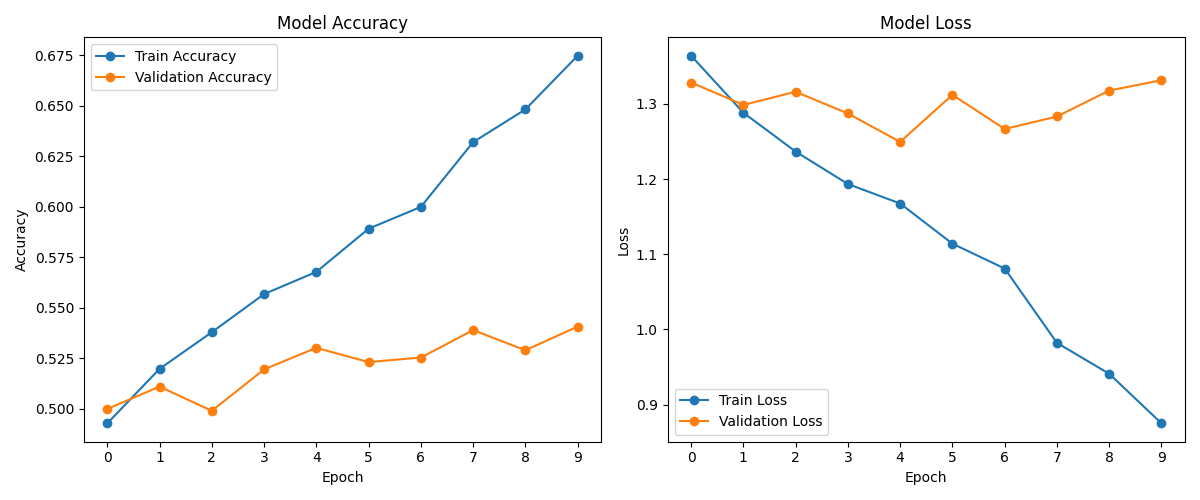 Model Accuracy
Train Accuracy
Validation Accuracy
Accuracy
0.675
0.650
0.625
0.600
0.575
0.550
0.525
0.500
0 1 2 3 4 5 6 7 8 9
Epoch
Model Loss
Loss
1.3
1.2
1.1
1.0
0.9
Train Loss
Validation Loss
0 1 2 3 4 5 6 7 8 9
Epoch